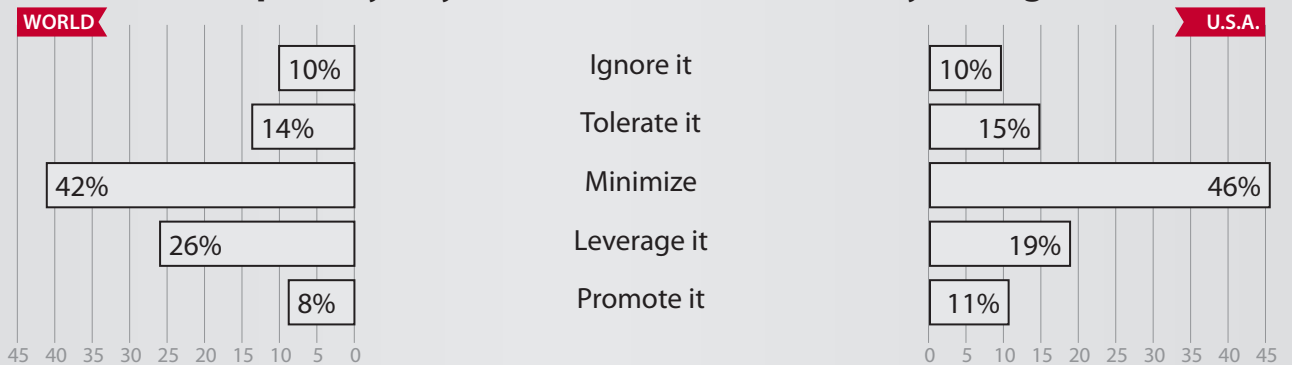 WORLD
U.S.A.
10%
Ignore it
10%
14%
Tolerate it
15%
42%
Minimize
46%
26%
Leverage it
19%
8%
Promote it
11%
45 40 35 30 25 20 15 10 5 0
0 5 10 15 20 25 30 35 40 45